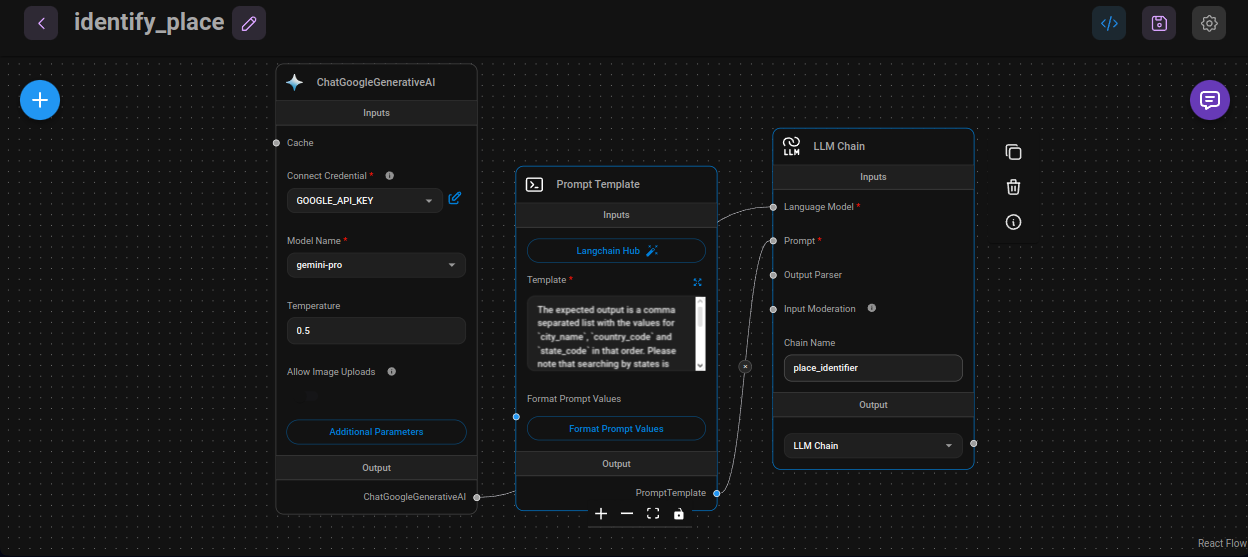 identify_place
ChatGoogleGenerativeAI
Inputs
Cache
Connect Credential *
GOOGLE_API_KEY
Model Name *
gemini-pro
Temperature
0.5
Allow Image Uploads
Additional Parameters
Output
ChatGoogleGenerativeAI
Prompt Template
Inputs
Langchain Hub
Template *
The expected output is a comma
separated list with the values for
`city_name`, `country_code` and
`state_code` in that order. Please
note that searching by states is
Format Prompt Values
Format Prompt Values
Output
PromptTemplate
LLM
LLM Chain
Inputs
Language Model *
Prompt *
Output Parser
Input Moderation
Chain Name
place_identifier
Output
LLM Chain
React Flow